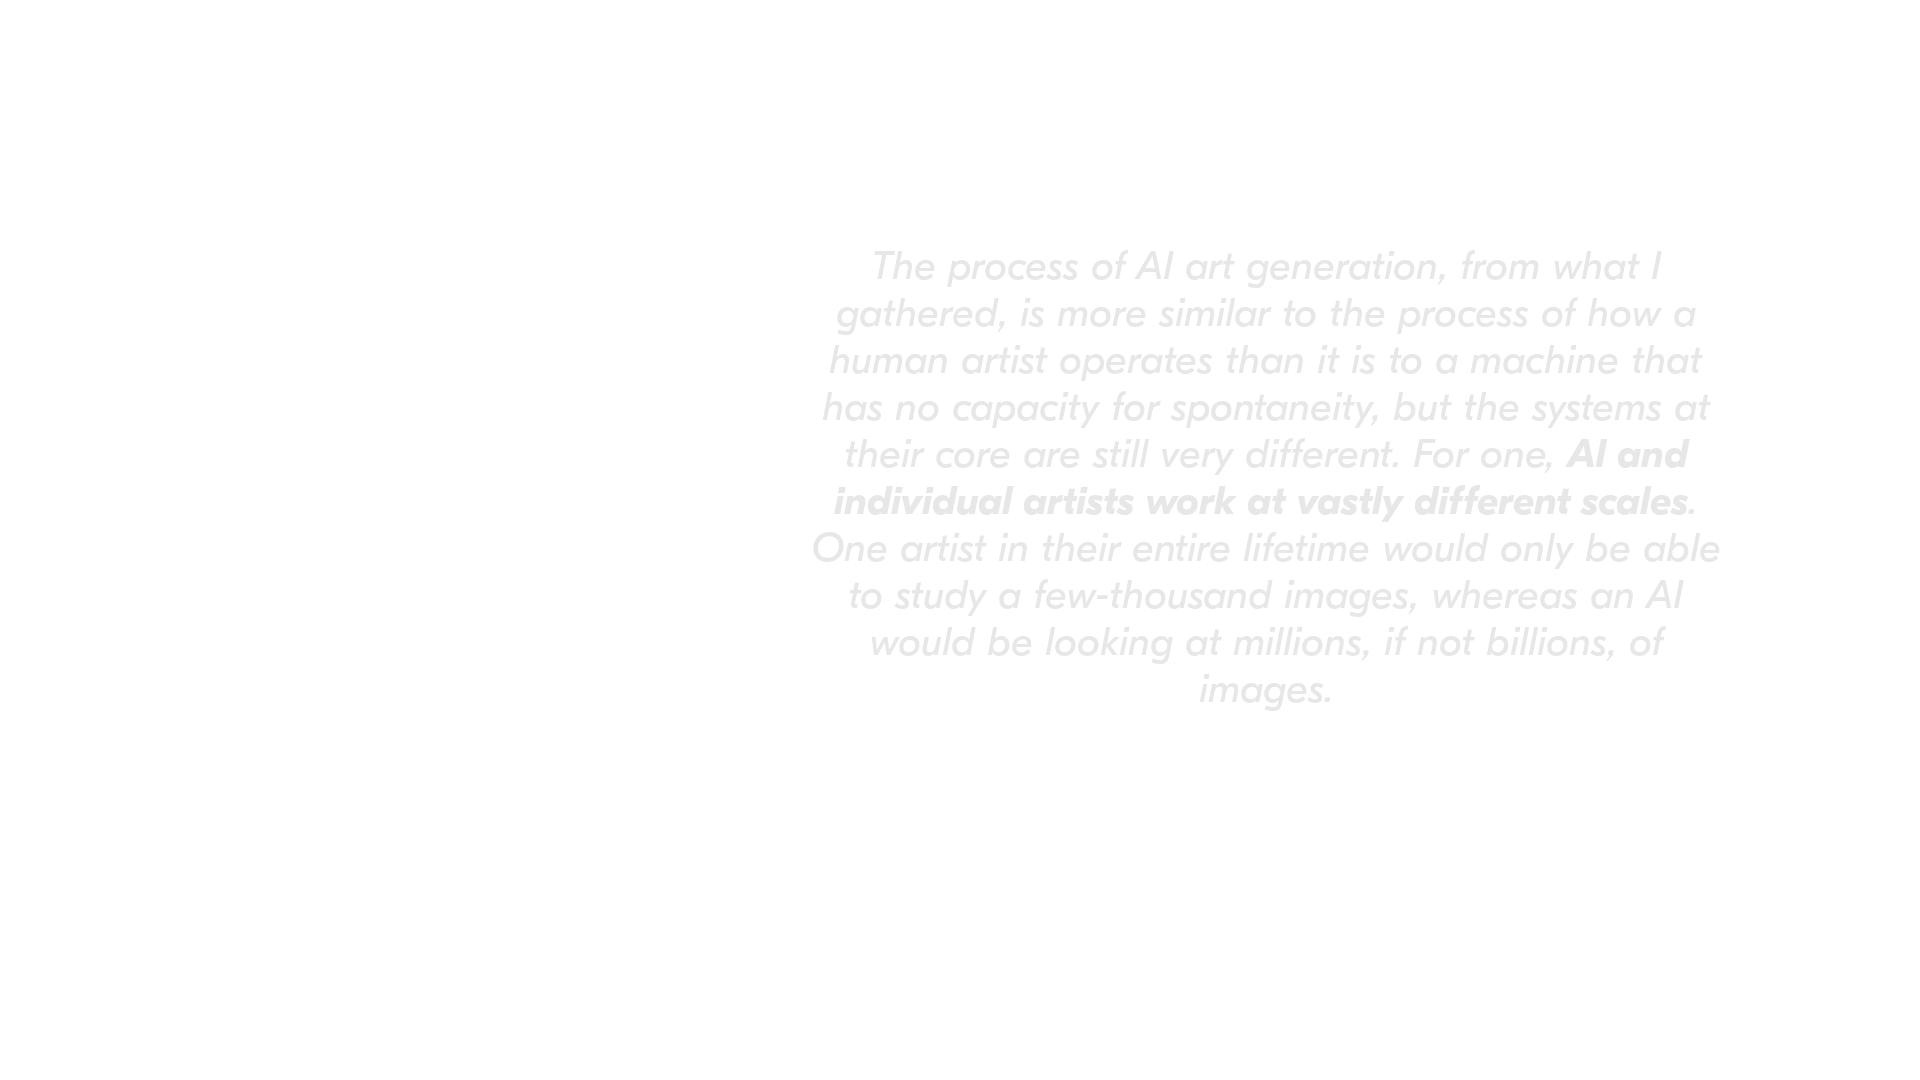 The process of AI art generation, from what I
gathered, is more similar to the process of how a
human artist operates than it is to a machine that
has no capacity for spontaneity, but the systems at
their core are still very different. For one, AI and
individual artists work at vastly different scales.
One artist in their entire lifetime would only be able
to study a few-thousand images, whereas an AI
would be looking at millions, if not billions, of
images.